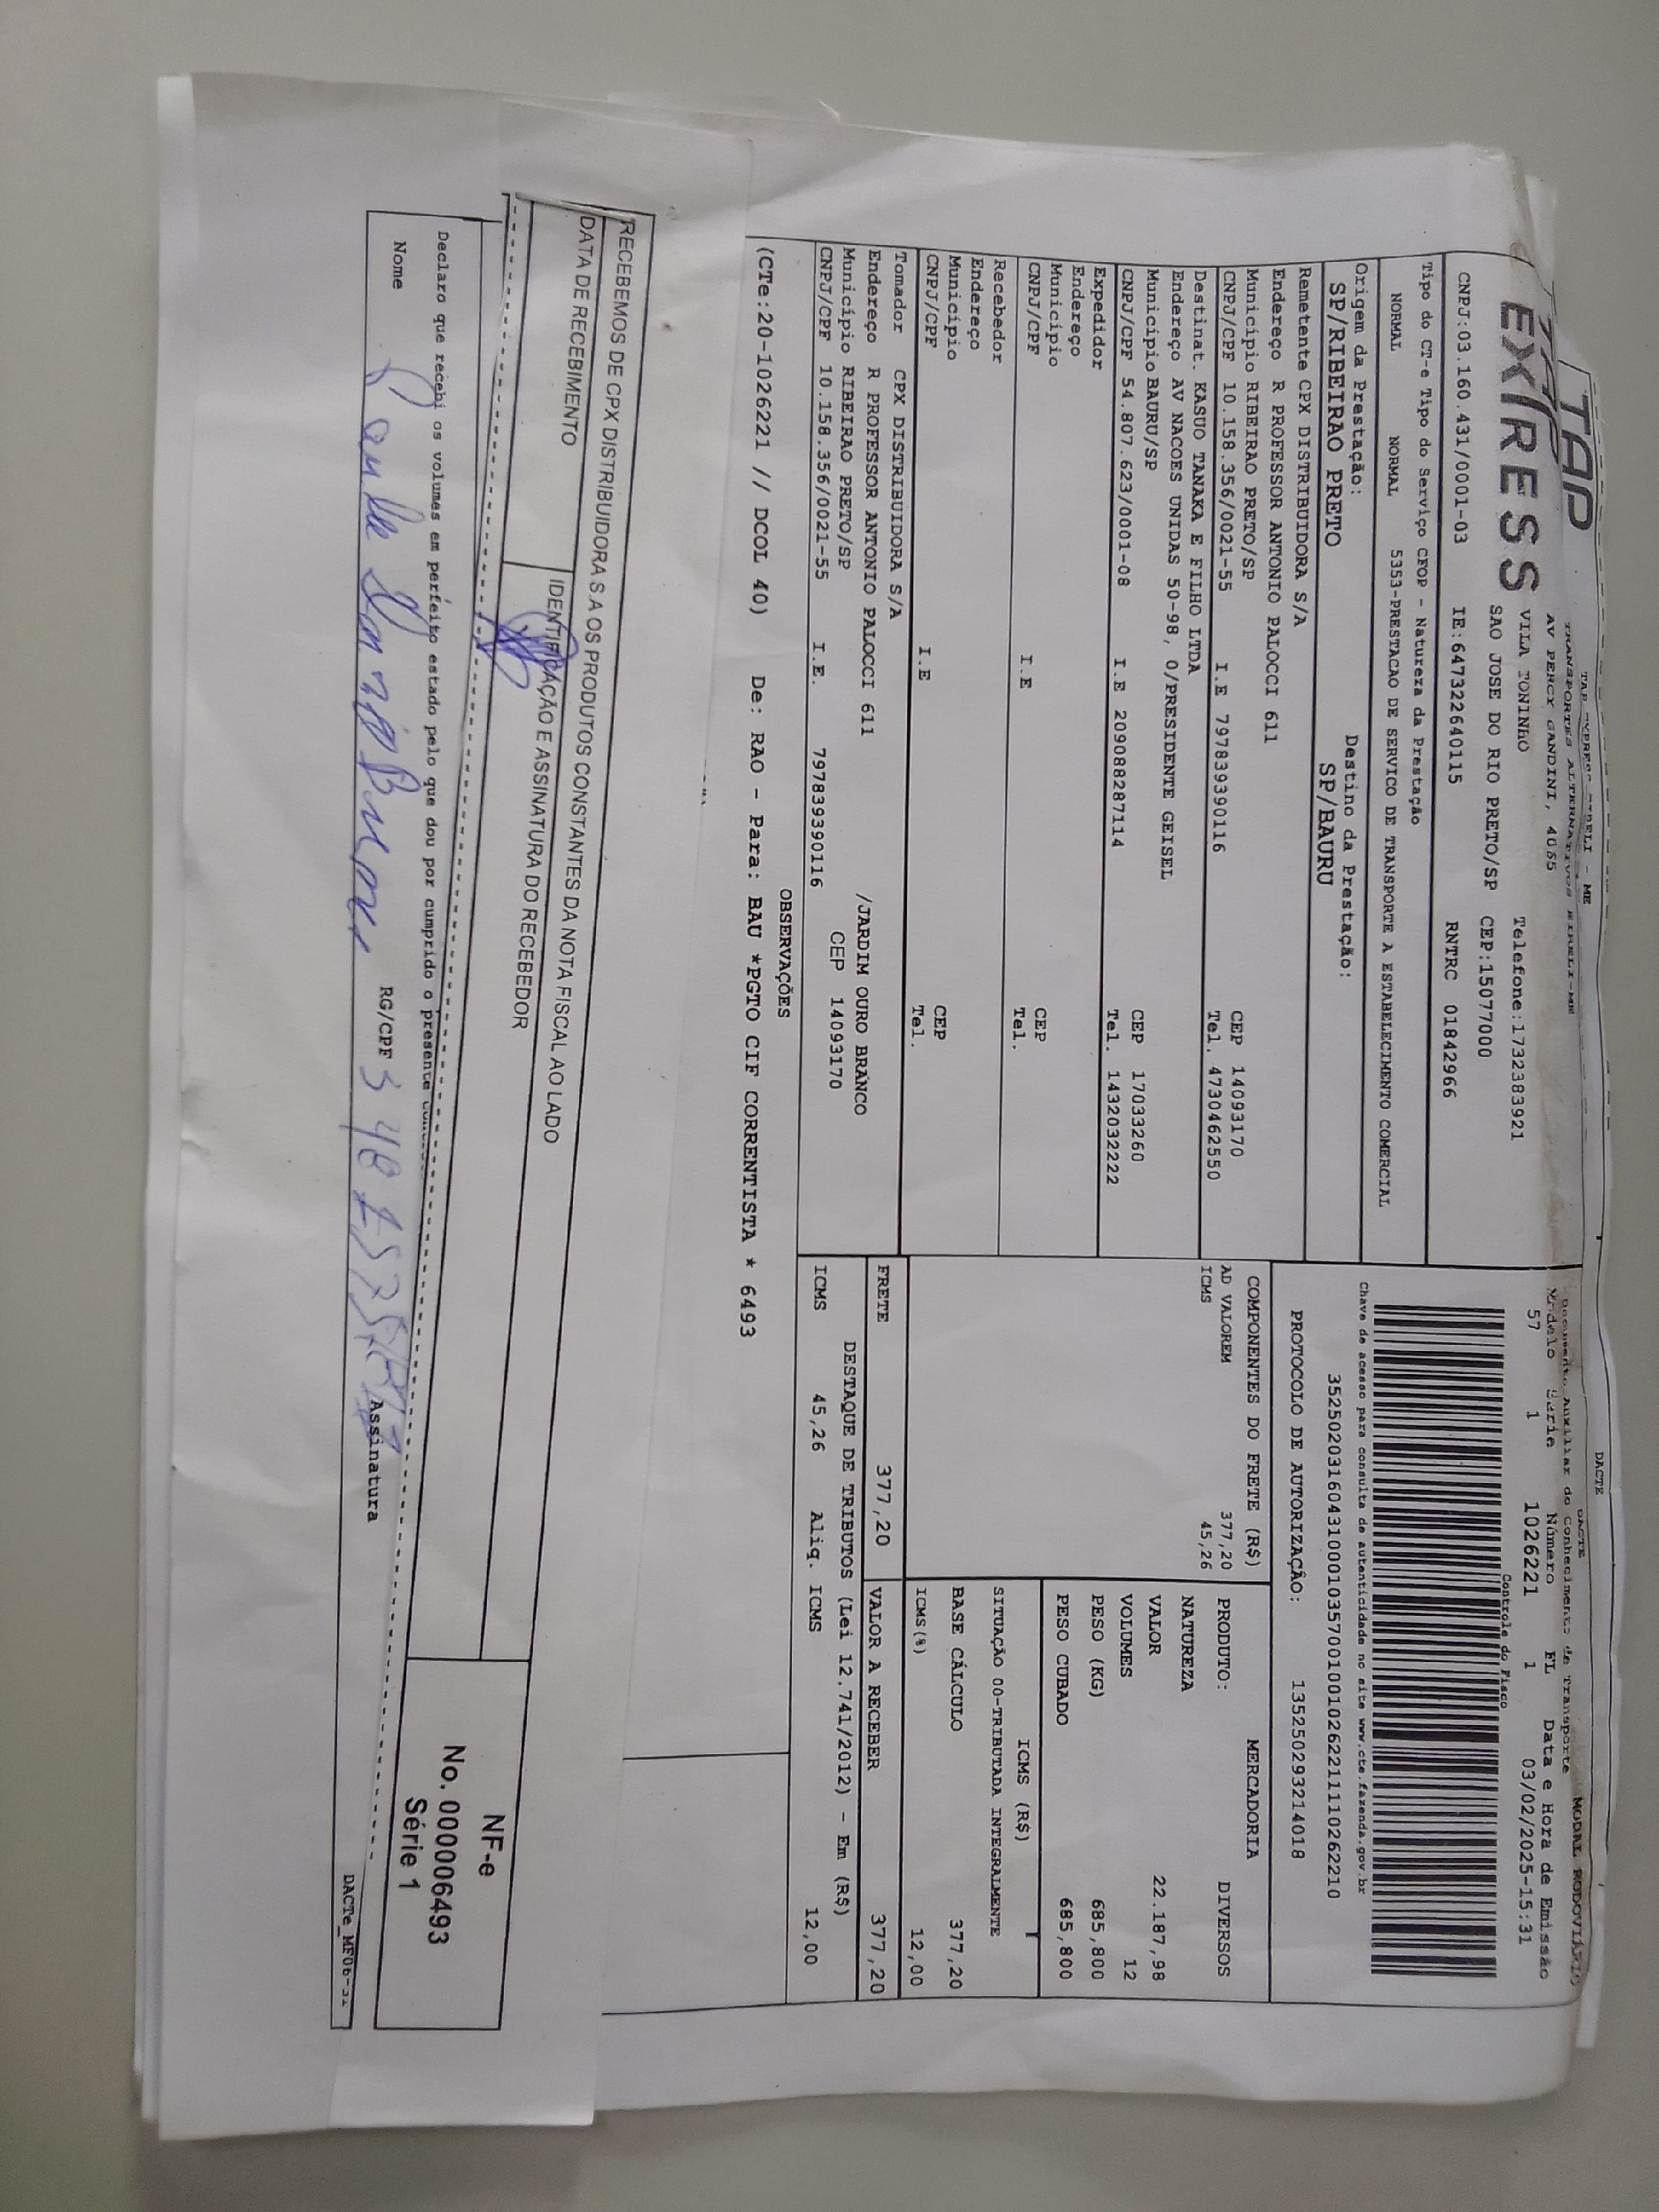 TAP
EXPRESS
TRANSPORTES ALTERNATIVOS EIRELI-ME
AV PERCY GANDINI, 4055
VILA TONINHO Telefone:1732383921
SAO JOSE DO RIO PRETO/SP CEP:15077000
CNPJ:03.160.431/0001-03 IE:647322640115 RNTRC 01842966
DACTE
DACTE MODAL RODOVIÁRIO
Documento Auxiliar do Conhecimento de Transporte
Modelo Série Número FL Data e Hora de Emissão
57 1 1026221 1 03/02/2025-15:31
Controle do Fisco
Chave de acesso para consulta de autenticidade no site www.cte.fazenda.gov.br
35250203160431000103570010010262211110262210
PROTOCOLO DE AUTORIZAÇÃO: 135250293214018
Tipo do CT-e Tipo do Serviço CFOP - Natureza da Prestação
NORMAL NORMAL 5353-PRESTACAO DE SERVICO DE TRANSPORTE A ESTABELECIMENTO COMERCIAL
Origem da Prestação: Destino da Prestação:
SP/RIBEIRAO PRETO SP/BAURU
Remetente CPX DISTRIBUIDORA S/A
Endereço R PROFESSOR ANTONIO PALOCCI 611
Município RIBEIRAO PRETO/SP CEP 14093170
CNPJ/CPF 10.158.356/0021-55 I.E 797839390116 Tel. 4730462550
Destinat. KASUO TANAKA E FILHO LTDA
Endereço AV NACOES UNIDAS 50-98, 0/PRESIDENTE GEISEL
Município BAURU/SP CEP 17033260
CNPJ/CPF 54.807.623/0001-08 I.E 209088287114 Tel. 1432032222
Expedidor
Endereço
Município CEP
CNPJ/CPF I.E Tel.
Recebedor
Endereço
Município CEP
CNPJ/CPF I.E Tel.
Tomador CPX DISTRIBUIDORA S/A
Endereço R PROFESSOR ANTONIO PALOCCI 611 /JARDIM OURO BRANCO
Município RIBEIRAO PRETO/SP CEP 14093170
CNPJ/CPF 10.158.356/0021-55 I.E. 797839390116
COMPONENTES DO FRETE (R$)
AD VALOREM 377,20
ICMS 45,26
MERCADORIA
PRODUTO: DIVERSOS
NATUREZA
VALOR 22.187,98
VOLUMES 12
PESO (KG) 685,800
PESO CUBADO 685,800
ICMS (R$)
SITUAÇÃO 00-TRIBUTADA INTEGRALMENTE
BASE CÁLCULO 377,20
ICMS(%) 12,00
FRETE 377,20 VALOR A RECEBER 377,20
DESTAQUE DE TRIBUTOS (Lei 12.741/2012) - Em (R$)
ICMS 45,26 Aliq. ICMS 12,00
OBSERVAÇÕES
(CTe:20-1026221 // DCOL 40) De: RAO - Para: BAU *PGTO CIF CORRENTISTA * 6493
RECEBEMOS DE CPX DISTRIBUIDORA S.A OS PRODUTOS CONSTANTES DA NOTA FISCAL AO LADO
DATA DE RECEBIMENTO IDENTIFICAÇÃO E ASSINATURA DO RECEBEDOR
NF-e
No. 000006493
Série 1
Declaro que recebi os volumes em perfeito estado pelo que dou por cumprido o presente
Nome RG/CPF Assinatura